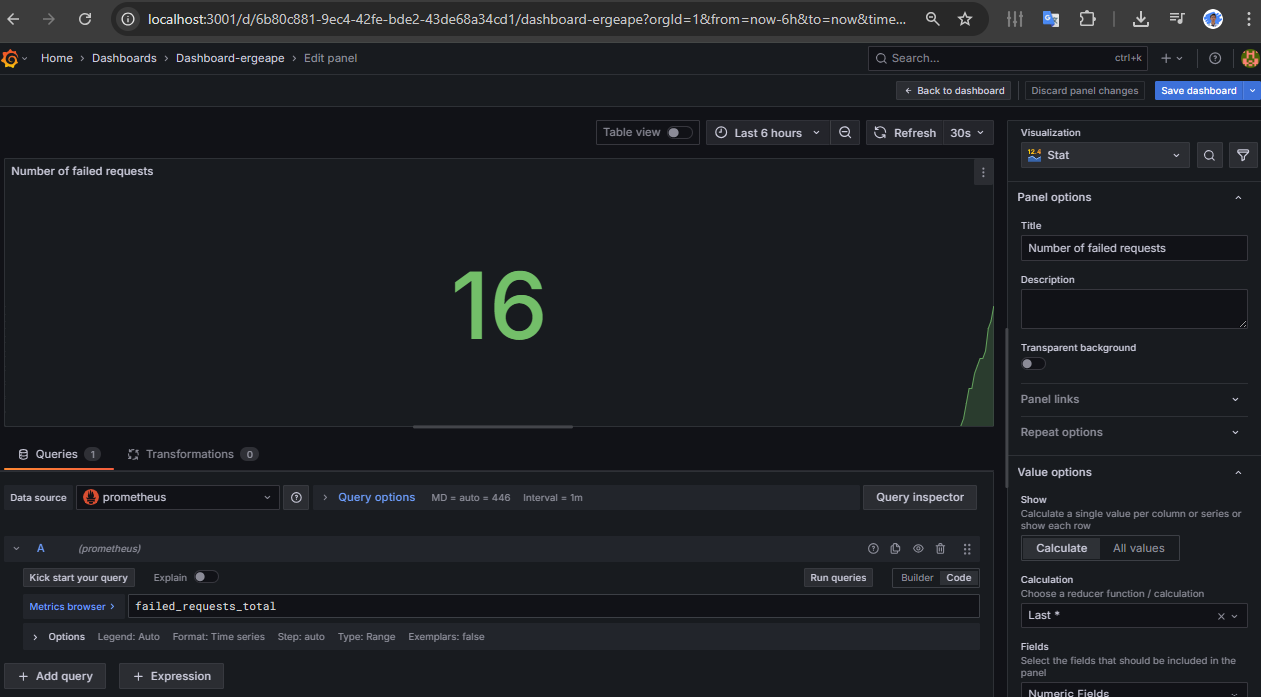 localhost:3001/d/6b80c881-9ec4-42fe-bde2-43de68a34cd1/dashboard-ergeape?orgId=1&from=now-6h&to=now&time...
Home › Dashboards › Dashboard-ergeape › Edit panel
Search... ctrl+k
← Back to dashboard
Discard panel changes
Save dashboard
Table view
Last 6 hours
Refresh
30s
Number of failed requests
16
Queries 1
Transformations 0
Data source
prometheus
› Query options MD = auto = 446 Interval = 1m
Query inspector
A (prometheus)
Kick start your query
Explain
Run queries
Builder
Code
Metrics browser ›
failed_requests_total
› Options Legend: Auto Format: Time series Step: auto Type: Range Exemplars: false
+ Add query
+ Expression
Visualization
12.4
Stat
Panel options
Title
Number of failed requests
Description
Transparent background
Panel links
Repeat options
Value options
Show
Calculate a single value per column or series or
show each row
Calculate
All values
Calculation
Choose a reducer function / calculation
Last *
Fields
Select the fields that should be included in the
panel
Numeric Fields